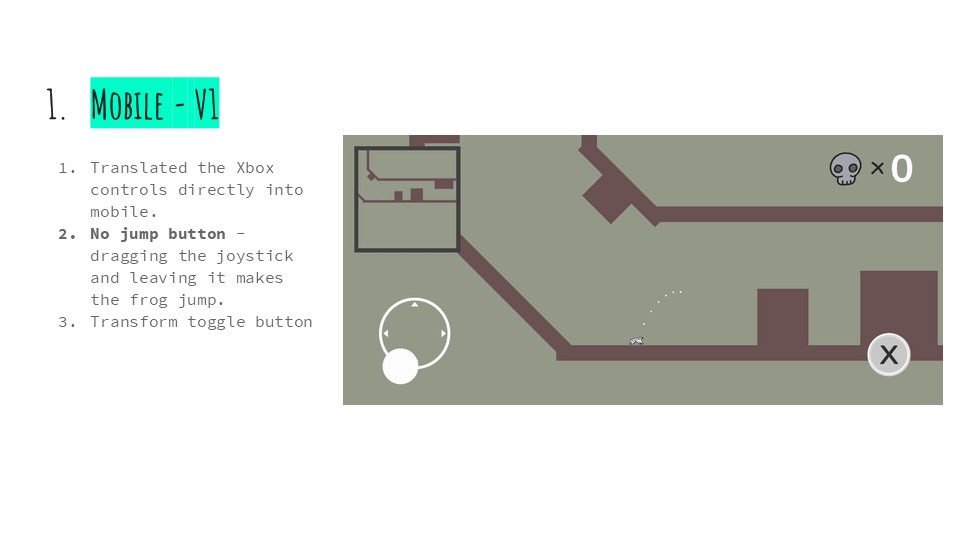 1. Mobile - V1
1. Translated the Xbox
controls directly into
mobile.
2. No jump button -
dragging the joystick
and leaving it makes
the frog jump.
3. Transform toggle button
× 0
X